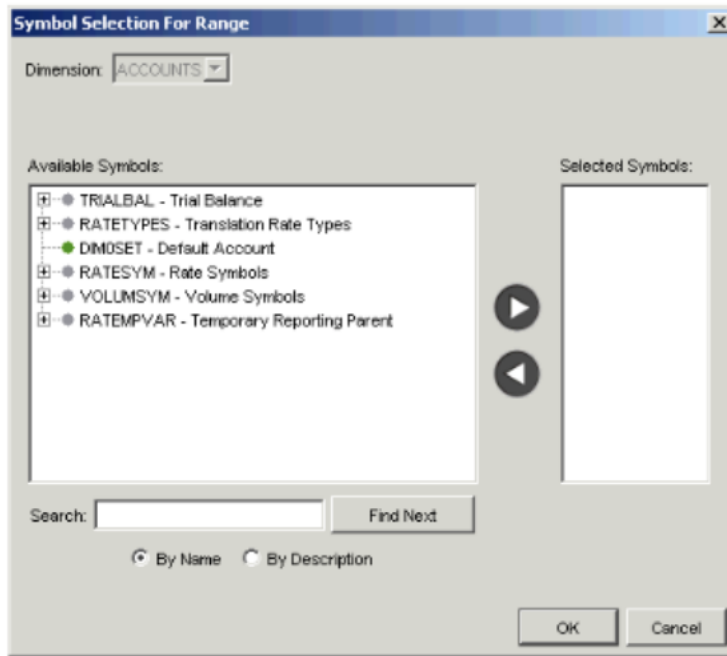 Symbol Selection For Range
Dimension: ACCOUNTS
Available Symbols:
Selected Symbols:
TRIALBAL - Trial Balance
RATETYPES - Translation Rate Types
DIM0SET - Default Account
RATESYM - Rate Symbols
VOLUMSYM - Volume Symbols
RATEMPVAR - Temporary Reporting Parent
Search:
Find Next
By Name By Description
OK Cancel